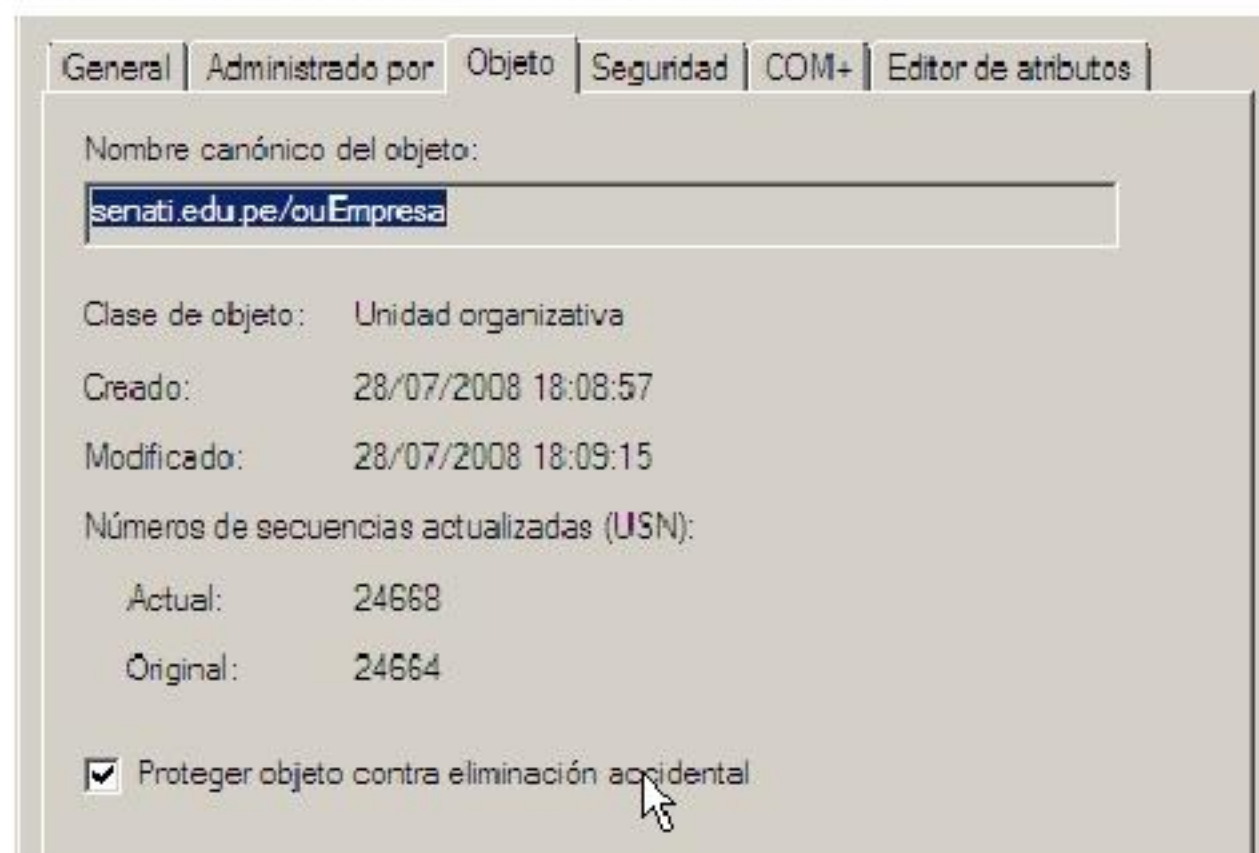 General Administrado por Objeto Seguridad COM+ Editor de atributos
Nombre canónico del objeto:
senati.edu.pe/ouEmpresa
Clase de objeto: Unidad organizativa
Creado: 28/07/2008 18:08:57
Modificado: 28/07/2008 18:09:15
Números de secuencias actualizadas (USN):
Actual: 24668
Original: 24664
Proteger objeto contra eliminación accidental